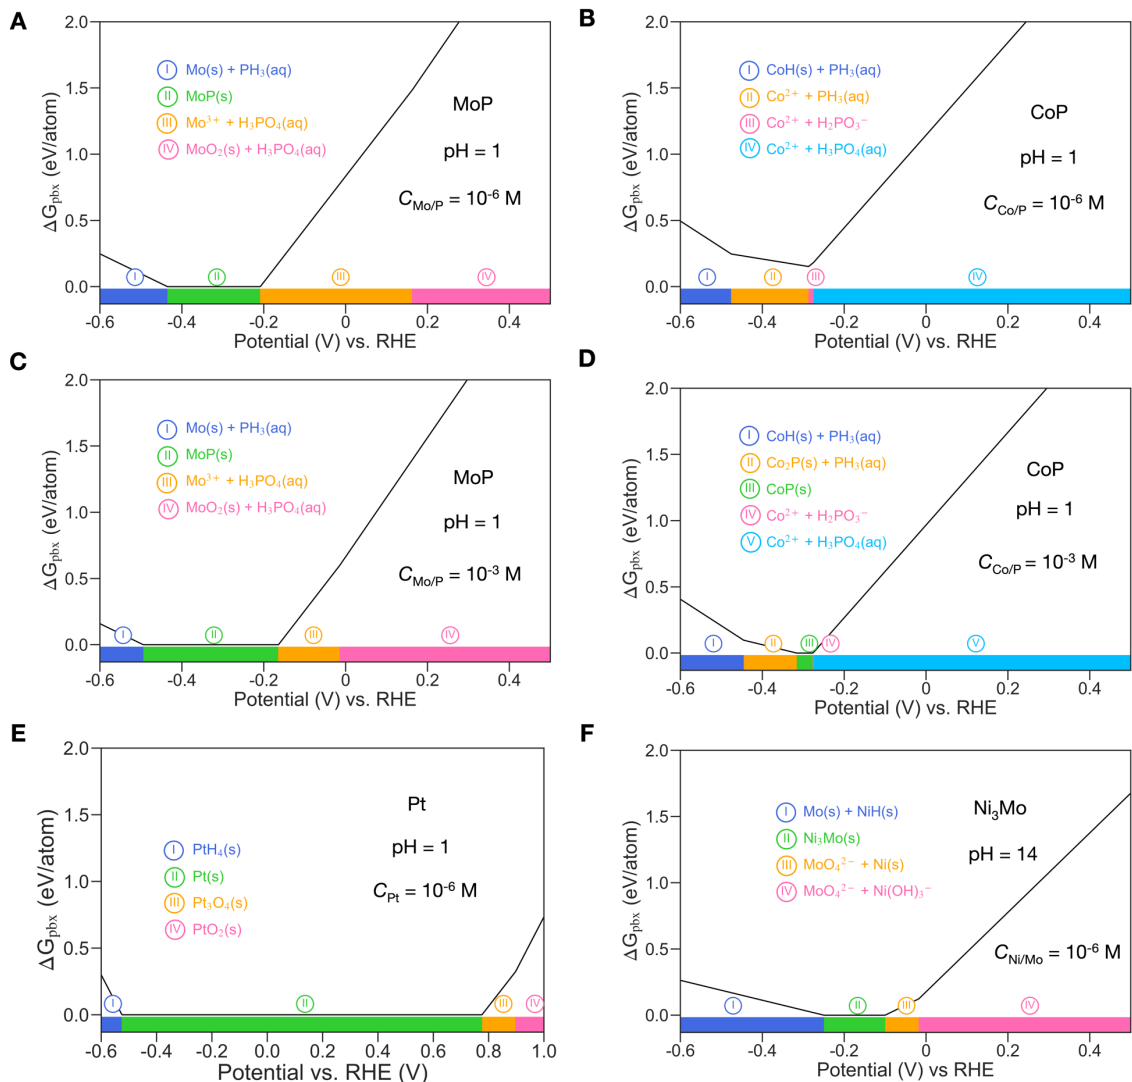 A
ΔG_pbx (eV/atom)
2.0
1.5
1.0
0.5
0.0
I Mo(s) + PH₃(aq)
II MoP(s)
III Mo³⁺ + H₃PO₄(aq)
IV MoO₂(s) + H₃PO₄(aq)
MoP
pH = 1
C_Mo/P = 10⁻⁶ M
I II III IV
-0.6 -0.4 -0.2 0 0.2 0.4
Potential (V) vs. RHE
B
ΔG_pbx (eV/atom)
2.0
1.5
1.0
0.5
0.0
I CoH(s) + PH₃(aq)
II Co²⁺ + PH₃(aq)
III Co²⁺ + H₂PO₃⁻
IV Co²⁺ + H₃PO₄(aq)
CoP
pH = 1
C_Co/P = 10⁻⁶ M
I II III IV
-0.6 -0.4 -0.2 0 0.2 0.4
Potential (V) vs. RHE
C
ΔG_pbx (eV/atom)
2.0
1.5
1.0
0.5
0.0
I Mo(s) + PH₃(aq)
II MoP(s)
III Mo³⁺ + H₃PO₄(aq)
IV MoO₂(s) + H₃PO₄(aq)
MoP
pH = 1
C_Mo/P = 10⁻³ M
I II III IV
-0.6 -0.4 -0.2 0 0.2 0.4
Potential (V) vs. RHE
D
ΔG_pbx (eV/atom)
2.0
1.5
1.0
0.5
0.0
I CoH(s) + PH₃(aq)
II Co₂P(s) + PH₃(aq)
III CoP(s)
IV Co²⁺ + H₂PO₃⁻
V Co²⁺ + H₃PO₄(aq)
CoP
pH = 1
C_Co/P = 10⁻³ M
I II III IV V
-0.6 -0.4 -0.2 0 0.2 0.4
Potential (V) vs. RHE
E
ΔG_pbx (eV/atom)
2.0
1.5
1.0
0.5
0.0
I PtH₄(s)
II Pt(s)
III Pt₃O₄(s)
IV PtO₂(s)
Pt
pH = 1
C_Pt = 10⁻⁶ M
I II III IV
-0.6 -0.4 -0.2 0.0 0.2 0.4 0.6 0.8 1.0
Potential vs. RHE (V)
F
ΔG_pbx (eV/atom)
2.0
1.5
1.0
0.5
0.0
I Mo(s) + NiH(s)
II Ni₃Mo(s)
III MoO₄²⁻ + Ni(s)
IV MoO₄²⁻ + Ni(OH)₃⁻
Ni₃Mo
pH = 14
C_Ni/Mo = 10⁻⁶ M
I II III IV
-0.6 -0.4 -0.2 0 0.2 0.4
Potential (V) vs. RHE